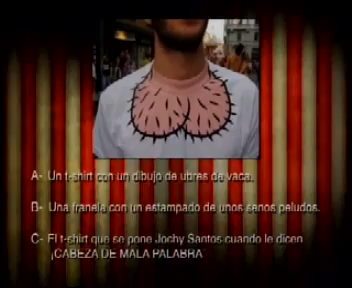 A- Un t-shirt con un dibujo de ubres de vaca.
B- Una franela con un estampado de unos senos peludos.
C- El t-shirt que se pone Jochy Santos cuando le dicen
¡CABEZA DE MALA PALABRA